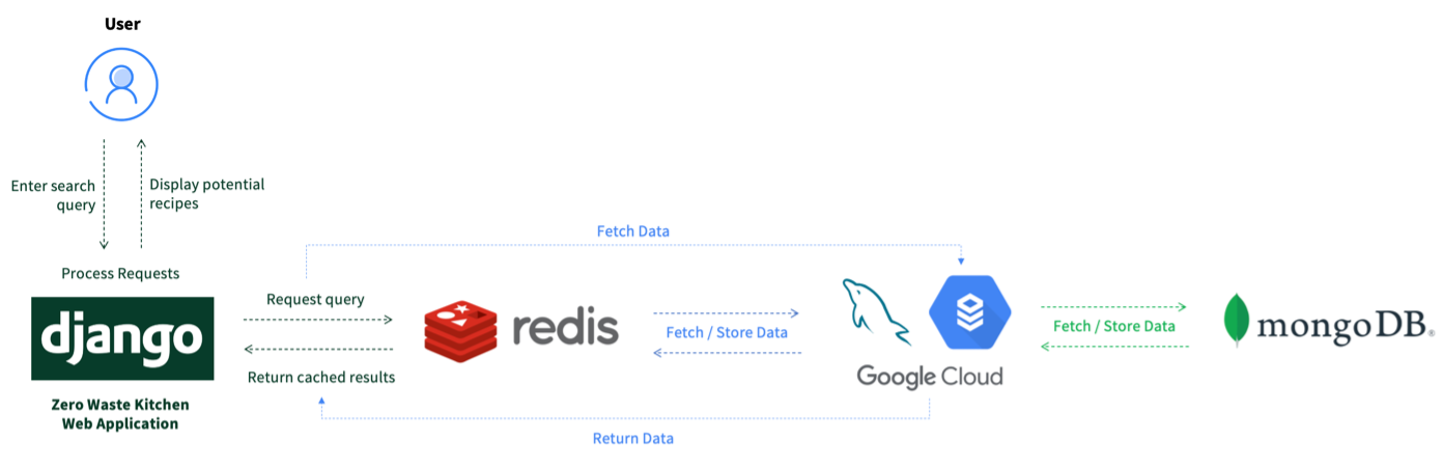 User
Enter search
query
Display potential
recipes
Process Requests
django
Zero Waste Kitchen
Web Application
Request query
Return cached results
redis
Fetch Data
Fetch / Store Data
Return Data
Google Cloud
Fetch / Store Data
mongoDB®